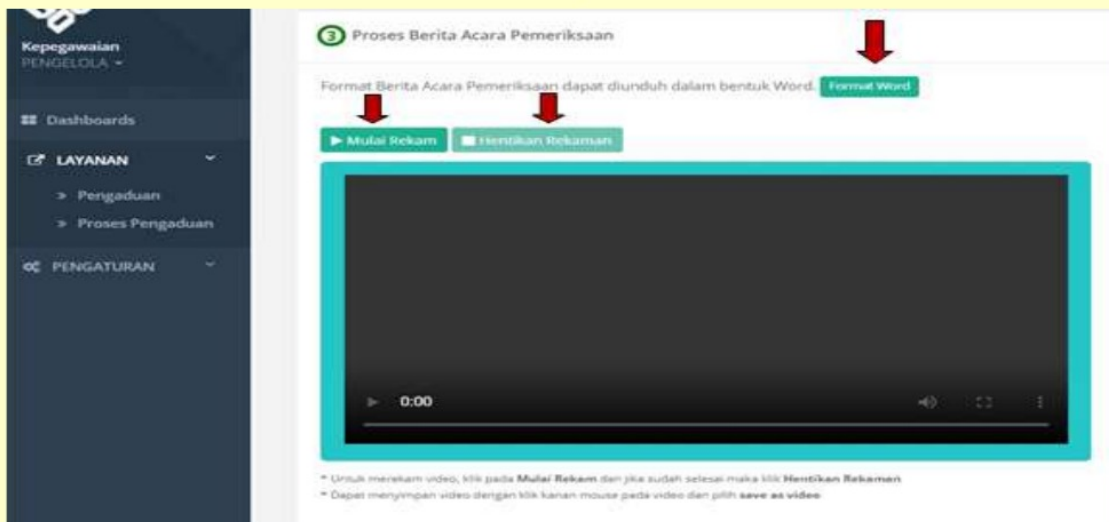 Kepegawaian
PENGELOLA
Dashboards
LAYANAN
» Pengaduan
» Proses Pengaduan
PENGATURAN
3 Proses Berita Acara Pemeriksaan
Format Berita Acara Pemeriksaan dapat diunduh dalam bentuk Word. Format Word
Mulai Rekam Hentikan Rekaman
0:00
* Untuk merekam video, klik pada Mulai Rekam dan jika sudah selesai maka klik Hentikan Rekaman
* Dapat menyimpan video dengan klik kanan mouse pada video dan pilih save as video